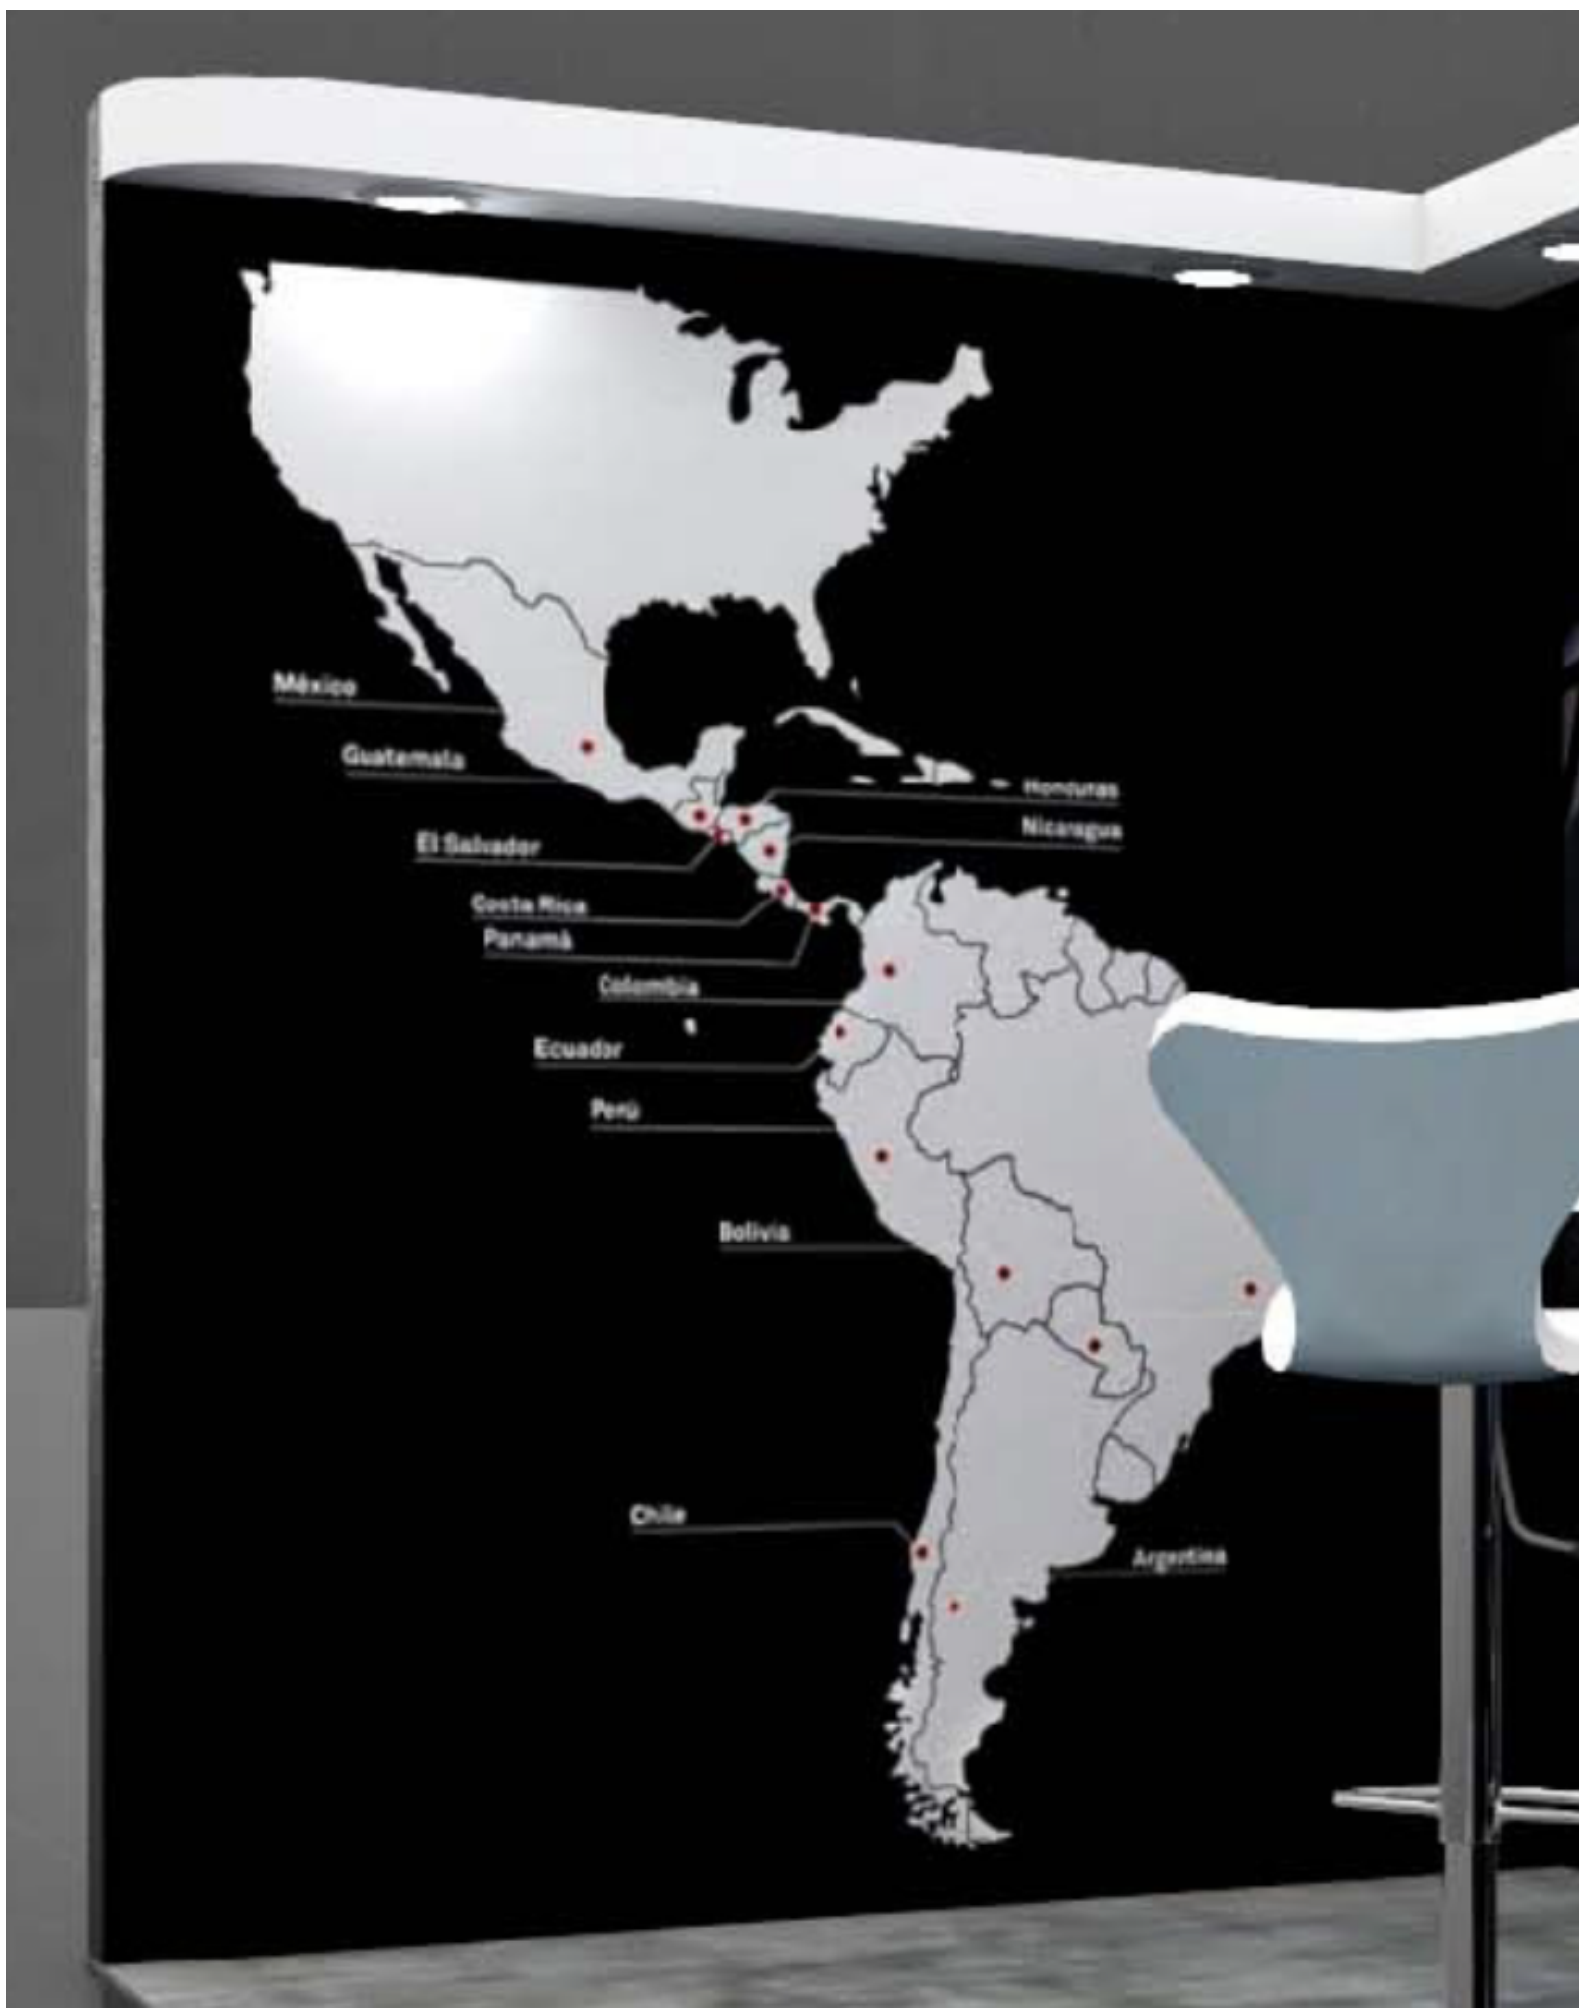 México
Guatemala
Honduras
Nicaragua
El Salvador
Costa Rica
Panamá
Colombia
Ecuador
Perú
Bolivia
Chile
Argentina